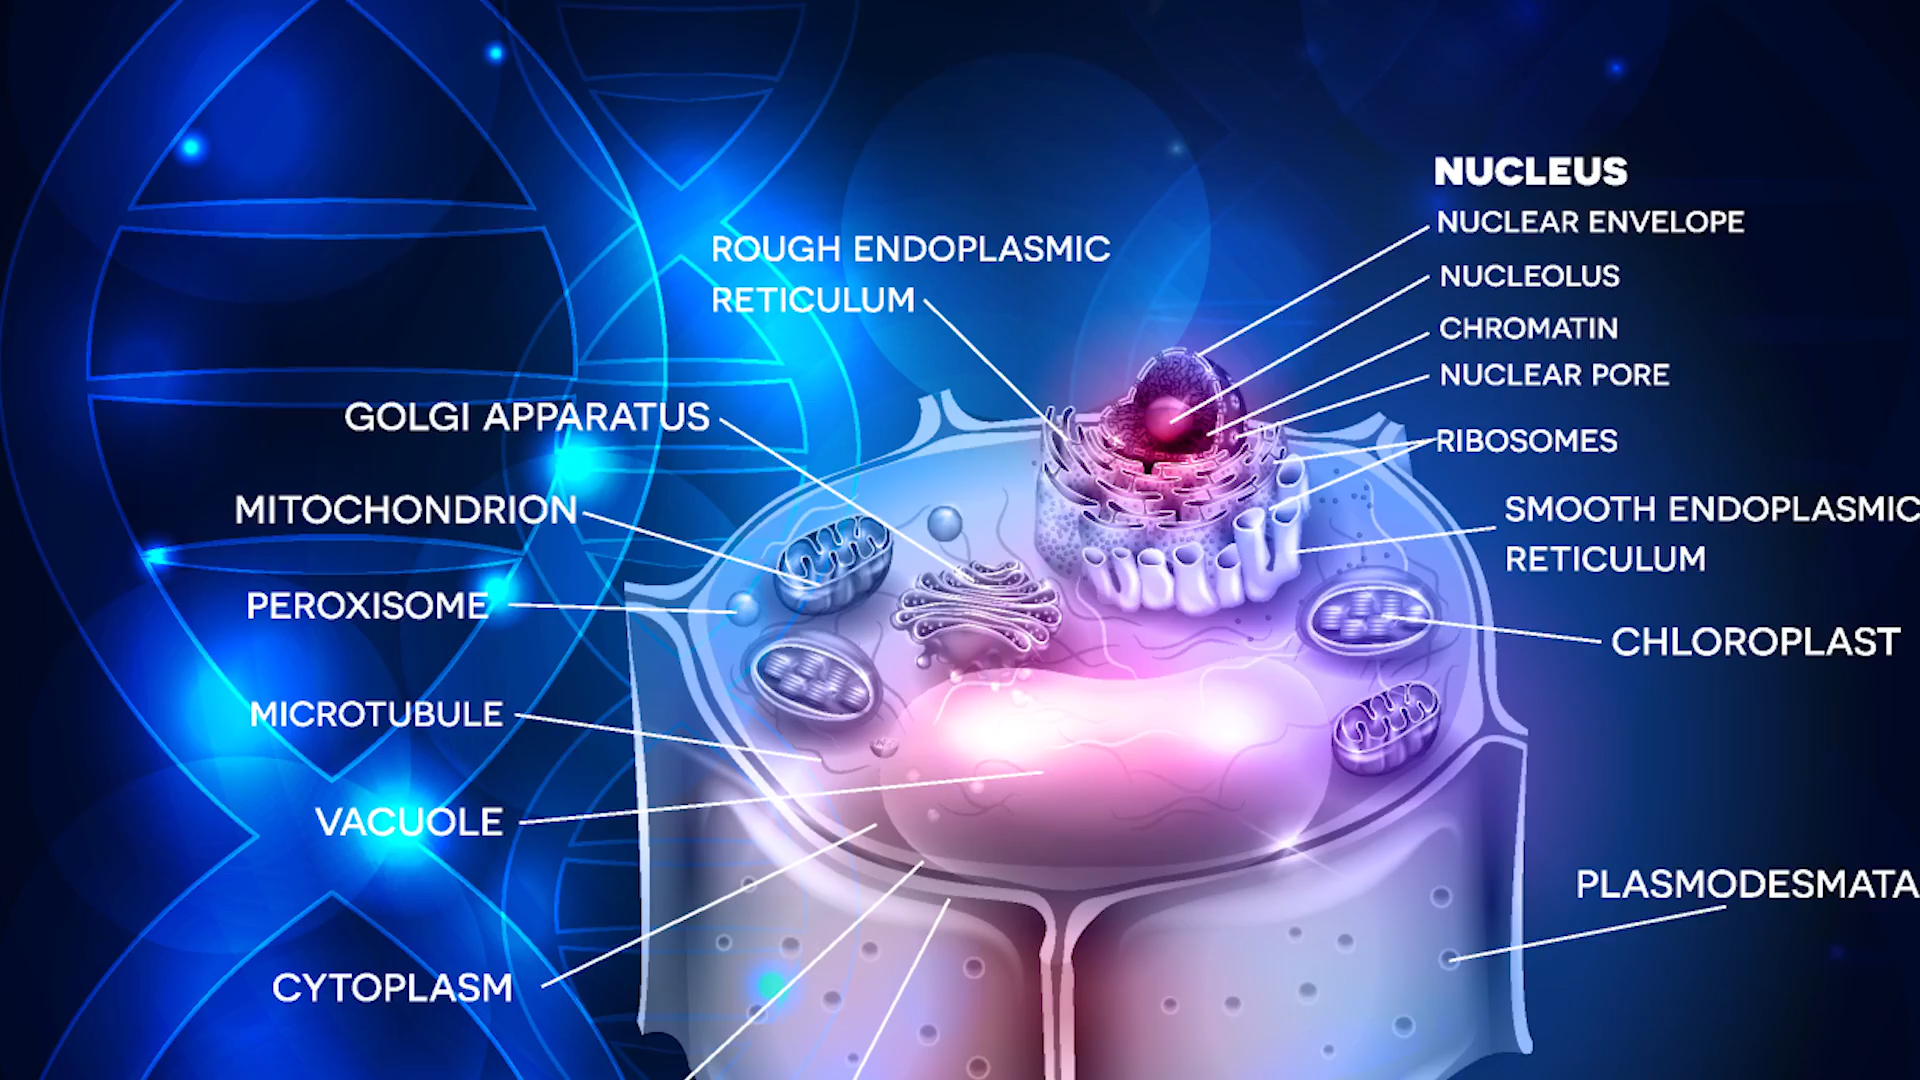 NUCLEUS
NUCLEAR ENVELOPE
ROUGH ENDOPLASMIC
RETICULUM
NUCLEOLUS
CHROMATIN
NUCLEAR PORE
GOLGI APPARATUS
RIBOSOMES
MITOCHONDRION
SMOOTH ENDOPLASMIC
RETICULUM
PEROXISOME
CHLOROPLAST
MICROTUBULE
VACUOLE
PLASMODESMATA
CYTOPLASM